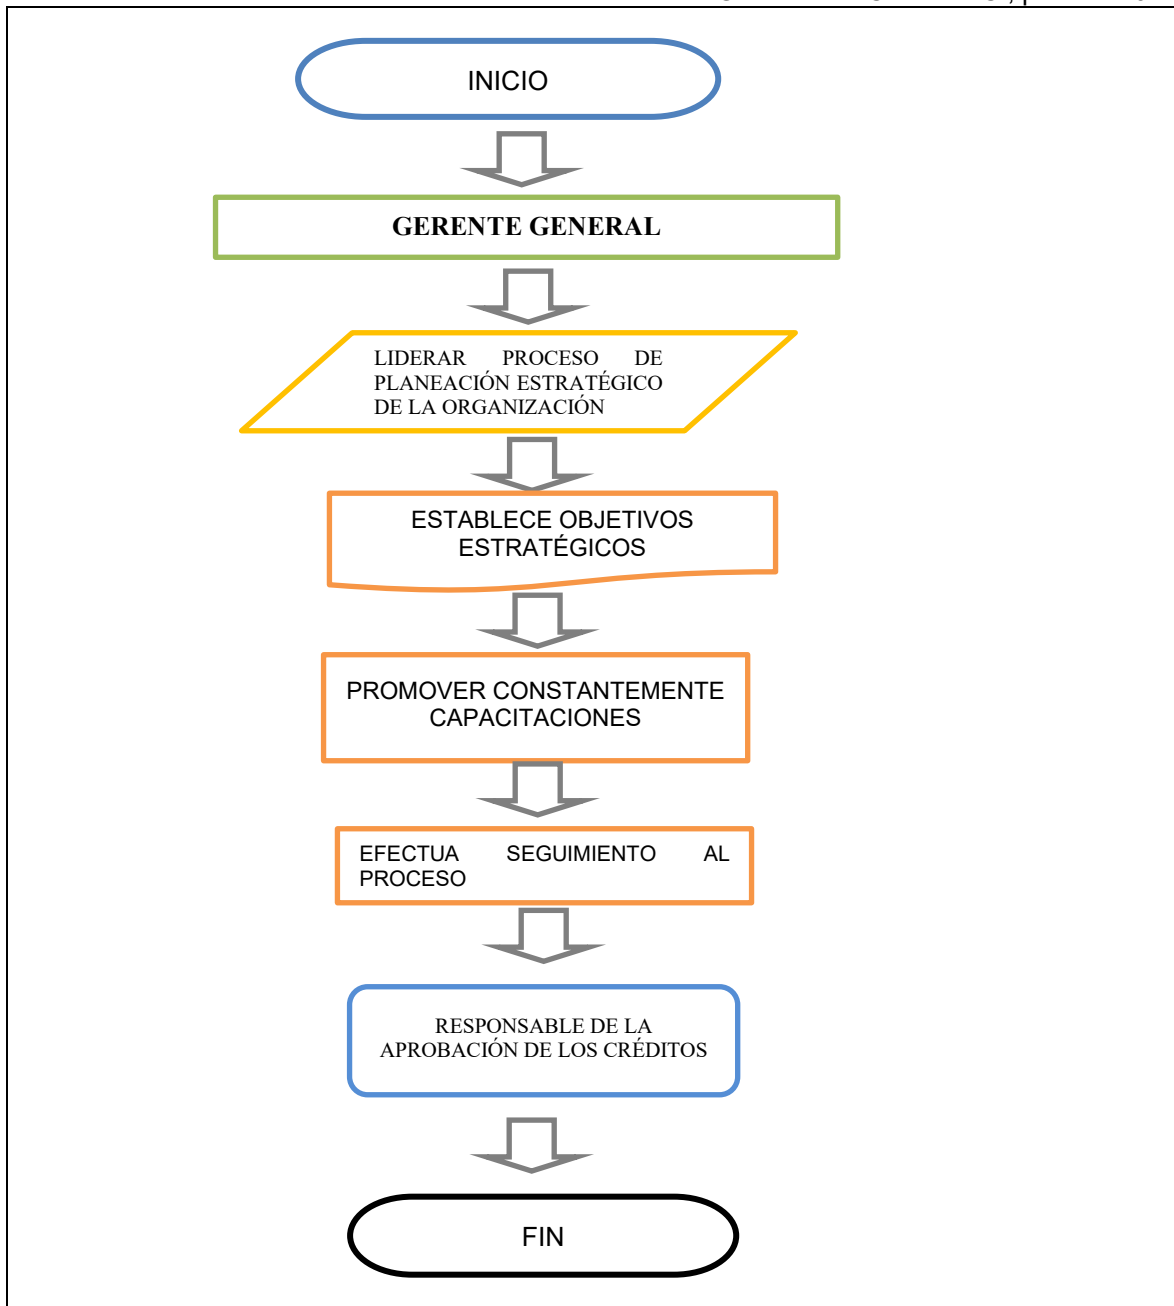 INICIO
GERENTE GENERAL
LIDERAR PROCESO DE
PLANEACIÓN ESTRATÉGICO
DE LA ORGANIZACIÓN
ESTABLECE OBJETIVOS
ESTRATÉGICOS
PROMOVER CONSTANTEMENTE
CAPACITACIONES
EFECTUA SEGUIMIENTO AL
PROCESO
RESPONSABLE DE LA
APROBACIÓN DE LOS CRÉDITOS
FIN